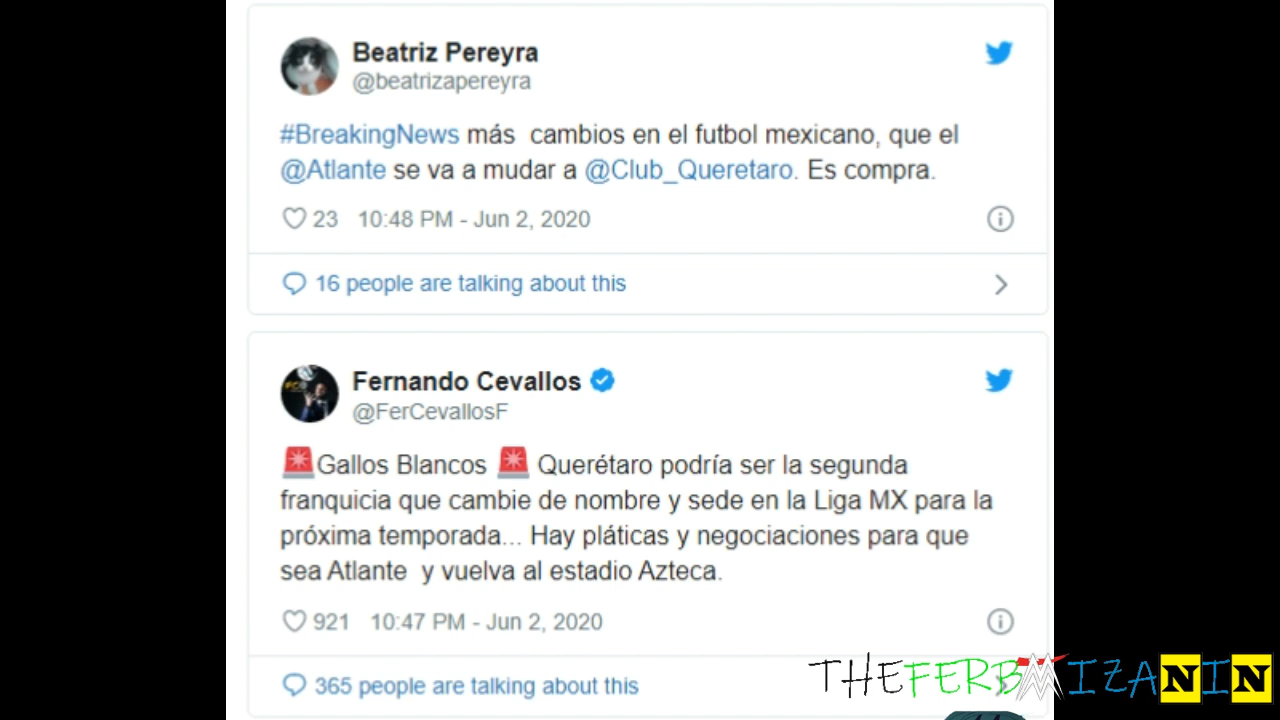 Beatriz Pereyra
@beatrizapereyra
#BreakingNews más cambios en el futbol mexicano, que el
@Atlante se va a mudar a @Club_Queretaro. Es compra.
23 10:48 PM - Jun 2, 2020
16 people are talking about this
Fernando Cevallos
@FerCevallosF
🚨Gallos Blancos 🚨 Querétaro podría ser la segunda
franquicia que cambie de nombre y sede en la Liga MX para la
próxima temporada... Hay pláticas y negociaciones para que
sea Atlante y vuelva al estadio Azteca.
921 10:47 PM - Jun 2, 2020
365 people are talking about this
THEFERBMIZANIN